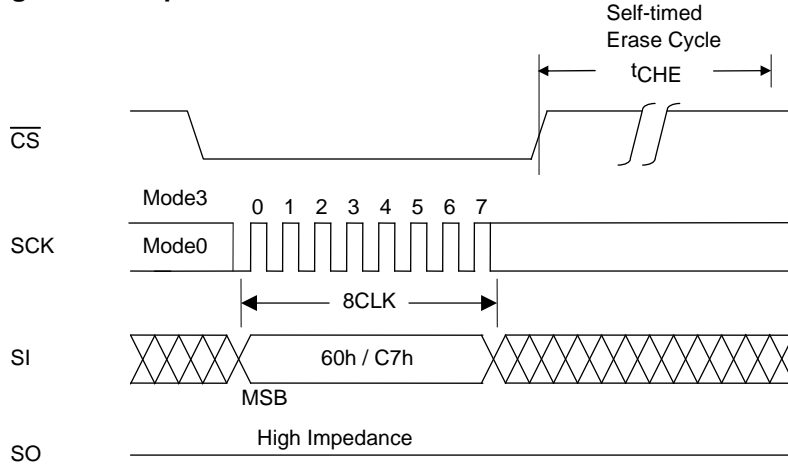 Self-timed
Erase Cycle
tCHE
CS
Mode3
0 1 2 3 4 5 6 7
SCK
Mode0
8CLK
SI
60h / C7h
MSB
High Impedance
SO